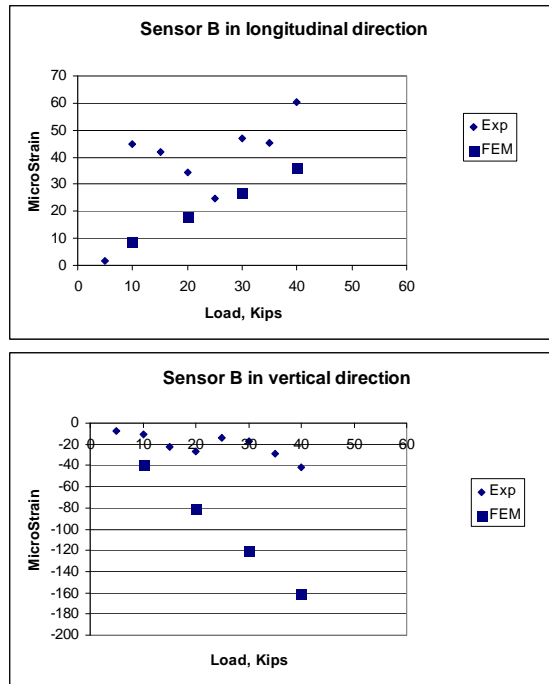 Sensor B in longitudinal direction
70
60
50
40
30
20
10
0
0 10 20 30 40 50 60
MicroStrain
Load, Kips
Exp
FEM
Sensor B in vertical direction
0
-20
-40
-60
-80
-100
-120
-140
-160
-180
-200
0 10 20 30 40 50 60
MicroStrain
Load, Kips
Exp
FEM